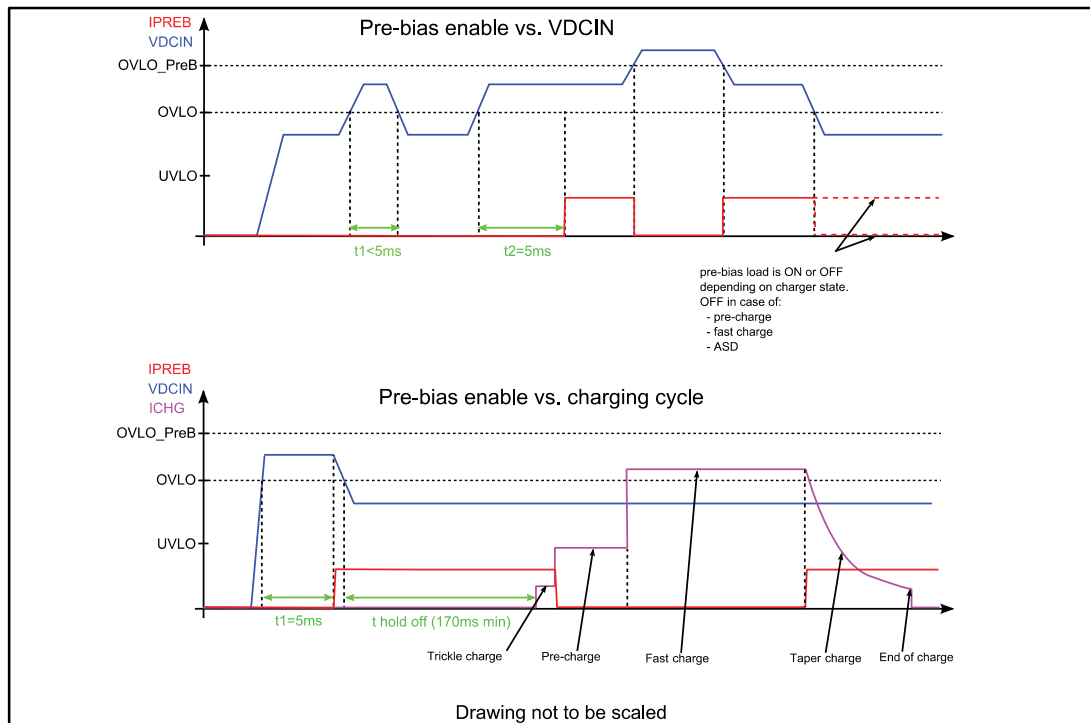 IPREB
VDCIN
Pre-bias enable vs. VDCIN
OVLO_PreB
OVLO
UVLO
t1<5ms
t2=5ms
pre-bias load is ON or OFF
depending on charger state.
OFF in case of:
- pre-charge
- fast charge
- ASD
IPREB
VDCIN
ICHG
Pre-bias enable vs. charging cycle
OVLO_PreB
OVLO
UVLO
t1=5ms
t hold off (170ms min)
Trickle charge
Pre-charge
Fast charge
Taper charge
End of charge
Drawing not to be scaled